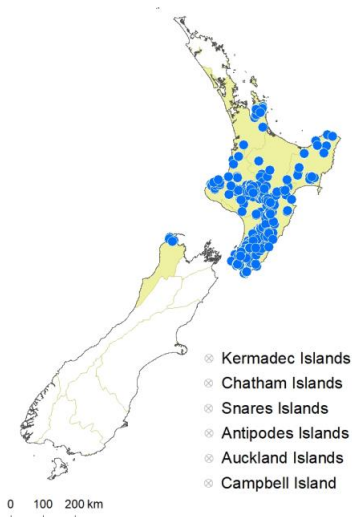 Kermadec Islands
Chatham Islands
Snares Islands
Antipodes Islands
Auckland Islands
Campbell Island
0 100 200 km